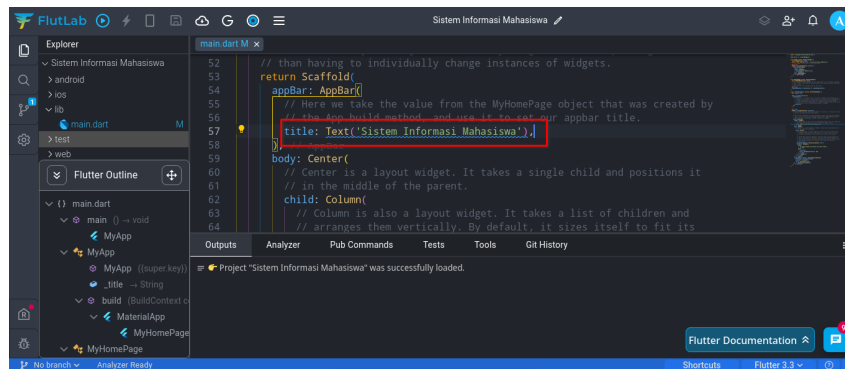 FlutLab
Sistem Informasi Mahasiswa
Explorer
Sistem Informasi Mahasiswa
android
ios
lib
main.dart M
test
web
Flutter Outline
{} main.dart
main () → void
MyApp
MyApp
MyApp ({super.key})
_title → String
build (BuildContext c
MaterialApp
MyHomePage
MyHomePage
main.dart M ×
52 // than having to individually change instances of widgets.
53 return Scaffold(
54 appBar: AppBar(
55 // Here we take the value from the MyHomePage object that was created by
56 // the App.build method, and use it to set our appbar title.
57 title: Text('Sistem Informasi Mahasiswa'),
58 ), // AppBar
59 body: Center(
60 // Center is a layout widget. It takes a single child and positions it
61 // in the middle of the parent.
62 child: Column(
63 // Column is also a layout widget. It takes a list of children and
64 // arranges them vertically. By default, it sizes itself to fit its
Outputs Analyzer Pub Commands Tests Tools Git History
Project "Sistem Informasi Mahasiswa" was successfully loaded.
Flutter Documentation
No branch Analyzer Ready Shortcuts Flutter 3.3